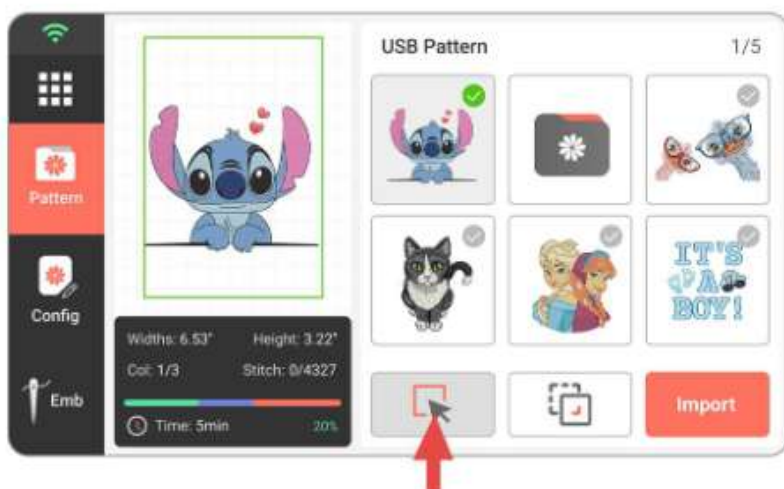 USB Pattern 1/5
Pattern
Config
Emb
Widths: 6.53" Height: 3.22"
Col: 1/3 Stitch: 0/4327
Time: 5min 20%
IT'S
A
BOY!
Import